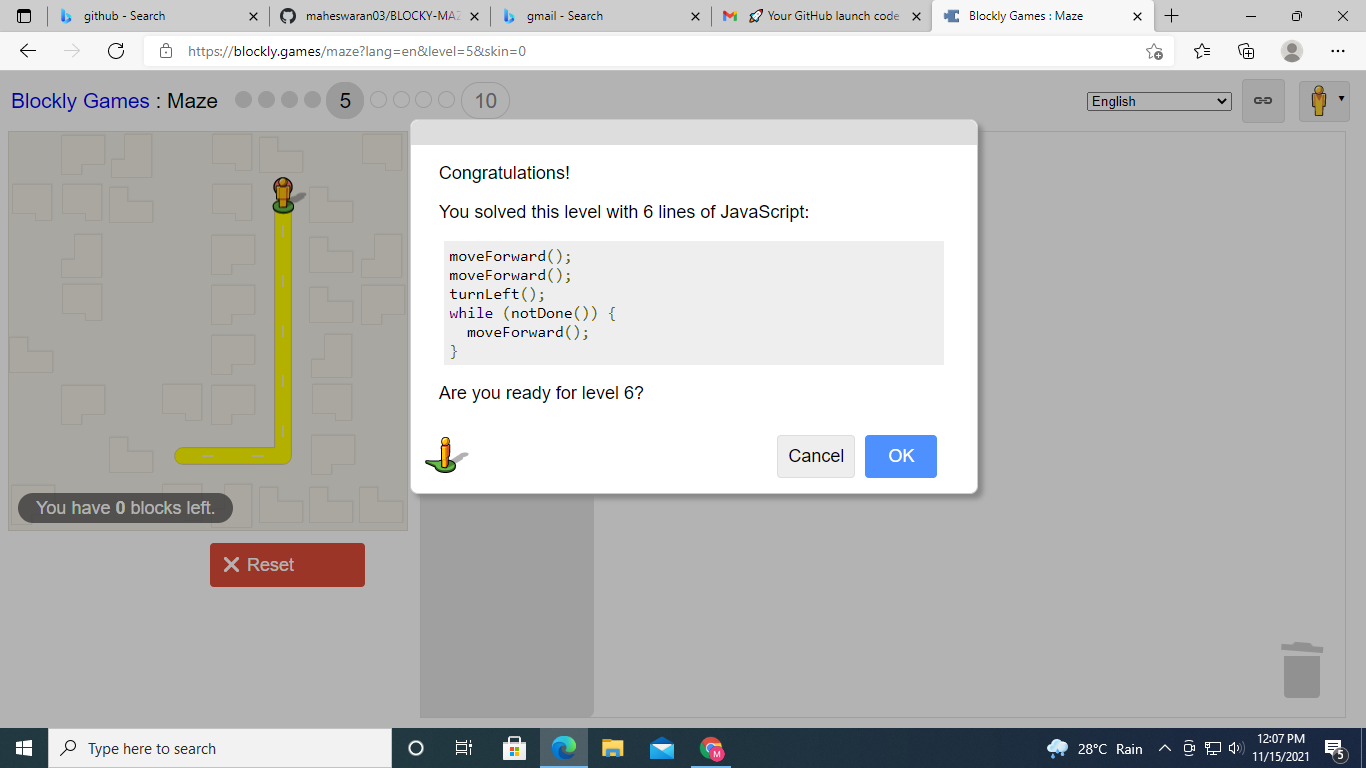 github - Search
maheswaran03/BLOCKY-MAZ
gmail - Search
Your GitHub launch code
Blockly Games : Maze
https://blockly.games/maze?lang=en&level=5&skin=0
Blockly Games : Maze 5 10
English
Congratulations!
You solved this level with 6 lines of JavaScript:
moveForward();
moveForward();
turnLeft();
while (notDone()) {
  moveForward();
}
Are you ready for level 6?
Cancel OK
You have 0 blocks left.
Reset
Type here to search
M
28°C Rain
12:07 PM
11/15/2021
5